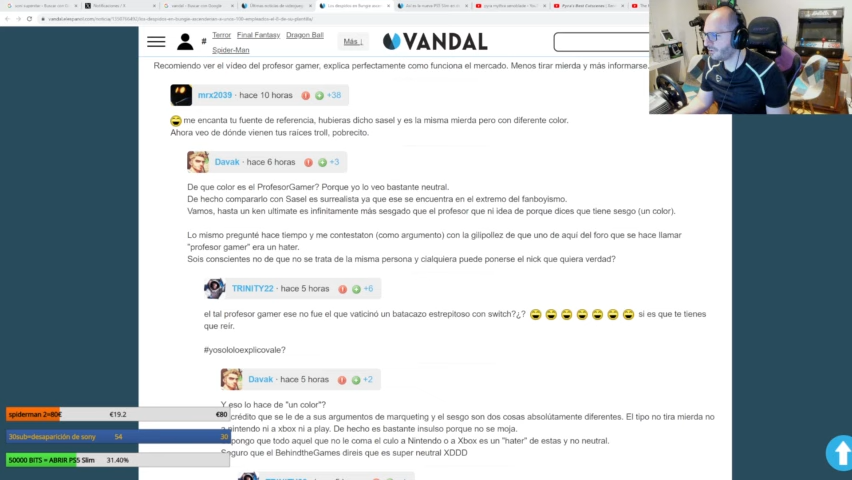 vandal.elespanol.com/noticia/
Terror Final Fantasy Dragon Ball
# Más ↓ VANDAL
Spider-Man
Recomiendo ver el vídeo del profesor gamer, explica perfectamente como funciona el mercado. Menos tirar mierda y más informarse.
mrx2039 · hace 10 horas +38
me encanta tu fuente de referencia, hubieras dicho sasel y es la misma mierda pero con diferente color.
Ahora veo de dónde vienen tus raíces troll, pobrecito.
Davak · hace 6 horas +3
De que color es el ProfesorGamer? Porque yo lo veo bastante neutral.
De hecho compararlo con Sasel es surrealista ya que ese se encuentra en el extremo del fanboyismo.
Vamos, hasta un ken ultimate es infinitamente más sesgado que el profesor que ni idea de porque dices que tiene sesgo (un color).
Lo mismo pregunté hace tiempo y me contestaton (como argumento) con la gilipollez de que uno de aquí del foro que se hace llamar
"profesor gamer" era un hater.
Sois conscientes no de que no se trata de la misma persona y cialquiera puede ponerse el nick que quiera verdad?
TRINITY22 · hace 5 horas +6
el tal profesor gamer ese no fue el que vaticinó un batacazo estrepitoso con switch?¿? si es que te tienes
que reir.
#yosololoexplicovale?
Davak · hace 5 horas +2
Y eso lo hace de "un color"?
crédito que se le de a sus argumentos de marqueting y el sesgo son dos cosas absolútamente diferentes. El tipo no tira mierda no
a nintendo ni a xbox ni a play. De hecho es bastante insulso porque no se moja.
pongo que todo aquel que no le coma el culo a Nintendo o a Xbox es un "hater" de estas y no neutral.
Seguro que el BehindtheGames direis que es super neutral XDDD
spiderman 2=80€ €19.2 €80
30sub=desaparición de sony 54 30
50000 BITS = ABRIR PS5 Slim 31.40%